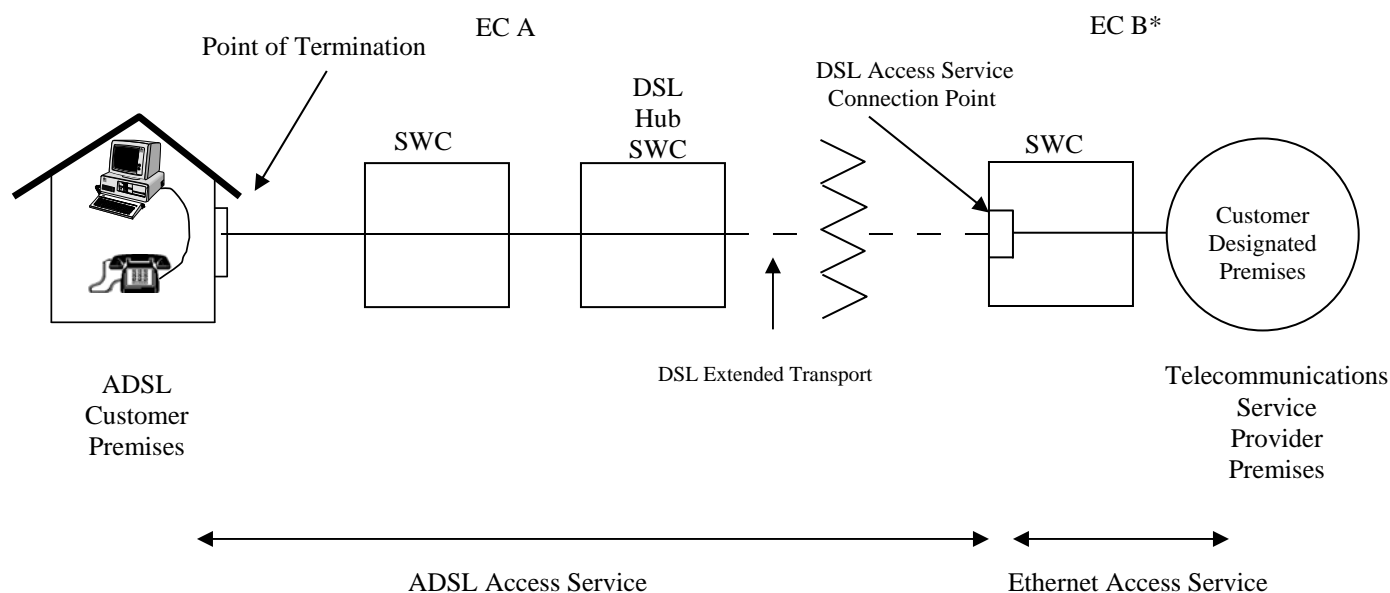 EC A
EC B*
Point of Termination
DSL Access Service
Connection Point
DSL
Hub
SWC
SWC
SWC
Customer
Designated
Premises
DSL Extended Transport
ADSL
Customer
Premises
Telecommunications
Service
Provider
Premises
ADSL Access Service
Ethernet Access Service